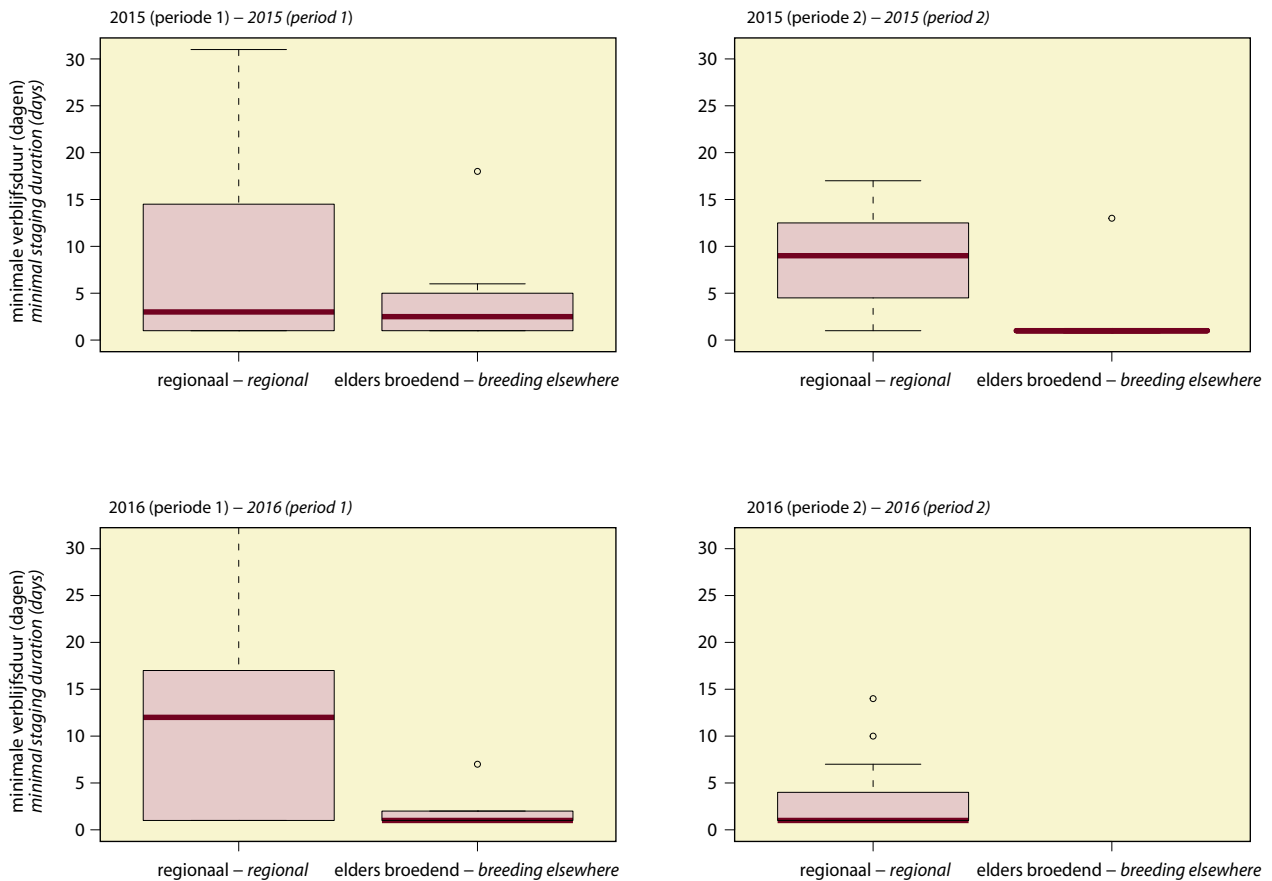 2015 (periode 1) – 2015 (period 1)
30
25
20
15
10
5
0
minimale verblijfsduur (dagen)
minimal staging duration (days)
regionaal – regional
elders broedend – breeding elsewhere
2015 (periode 2) – 2015 (period 2)
30
25
20
15
10
5
0
regionaal – regional
elders broedend – breeding elsewhere
2016 (periode 1) – 2016 (period 1)
30
25
20
15
10
5
0
minimale verblijfsduur (dagen)
minimal staging duration (days)
regionaal – regional
elders broedend – breeding elsewhere
2016 (periode 2) – 2016 (period 2)
30
25
20
15
10
5
0
regionaal – regional
elders broedend – breeding elsewhere